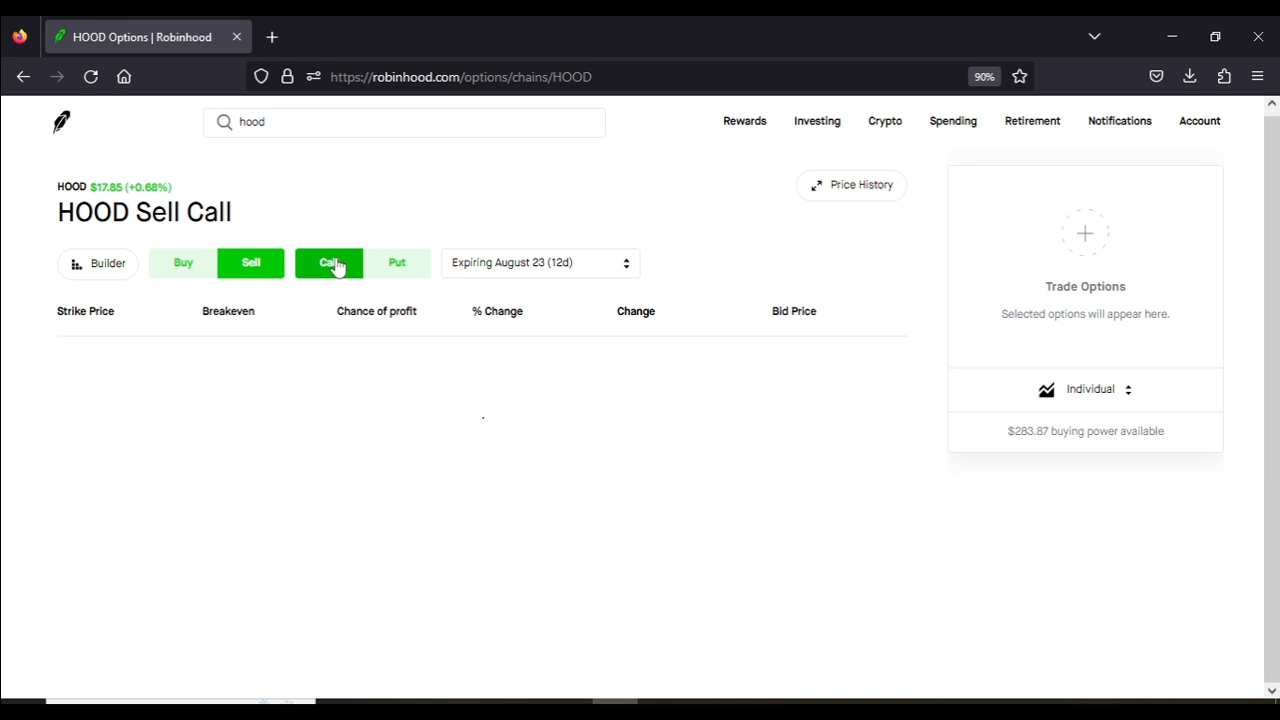 HOOD Options | Robinhood
https://robinhood.com/options/chains/HOOD
90%
hood
Rewards
Investing
Crypto
Spending
Retirement
Notifications
Account
HOOD $17.85 (+0.68%)
HOOD Sell Call
Price History
Builder
Buy
Sell
Call
Put
Expiring August 23 (12d)
Strike Price
Breakeven
Chance of profit
% Change
Change
Bid Price
Trade Options
Selected options will appear here.
Individual
$283.87 buying power available